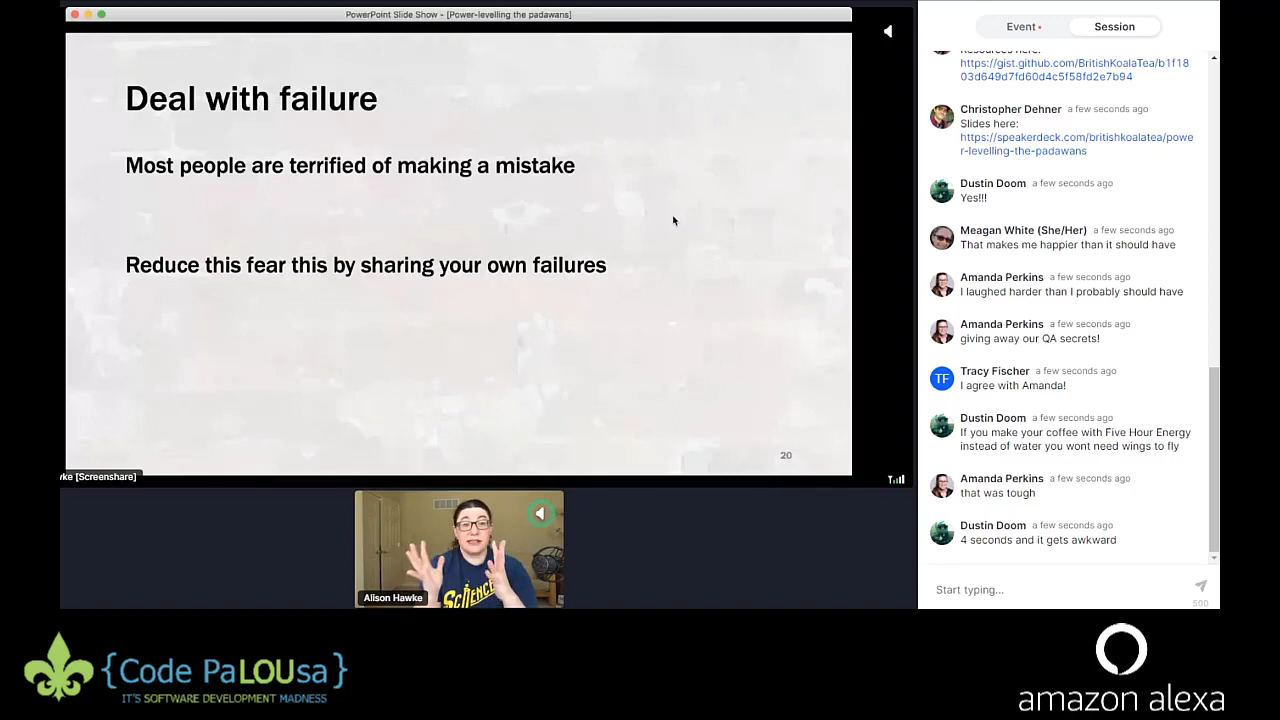 PowerPoint Slide Show - [Power-levelling the padawans]
Deal with failure
Most people are terrified of making a mistake
Reduce this fear this by sharing your own failures
20
ke [Screenshare]
Alison Hawke
SCIENCE
Event
Session
Resources here:
https://gist.github.com/BritishKoalaTea/b1f18
03d649d7fd60d4c5f58fd2e7b94
Christopher Dehner a few seconds ago
Slides here:
https://speakerdeck.com/britishkoalatea/powe
r-levelling-the-padawans
Dustin Doom a few seconds ago
Yes!!!
Meagan White (She/Her) a few seconds ago
That makes me happier than it should have
Amanda Perkins a few seconds ago
I laughed harder than I probably should have
Amanda Perkins a few seconds ago
giving away our QA secrets!
TF
Tracy Fischer a few seconds ago
I agree with Amanda!
Dustin Doom a few seconds ago
If you make your coffee with Five Hour Energy
instead of water you wont need wings to fly
Amanda Perkins a few seconds ago
that was tough
Dustin Doom a few seconds ago
4 seconds and it gets awkward
Start typing...
500
{Code PaLOUsa}
IT'S SOFTWARE DEVELOPMENT MADNESS
amazon alexa